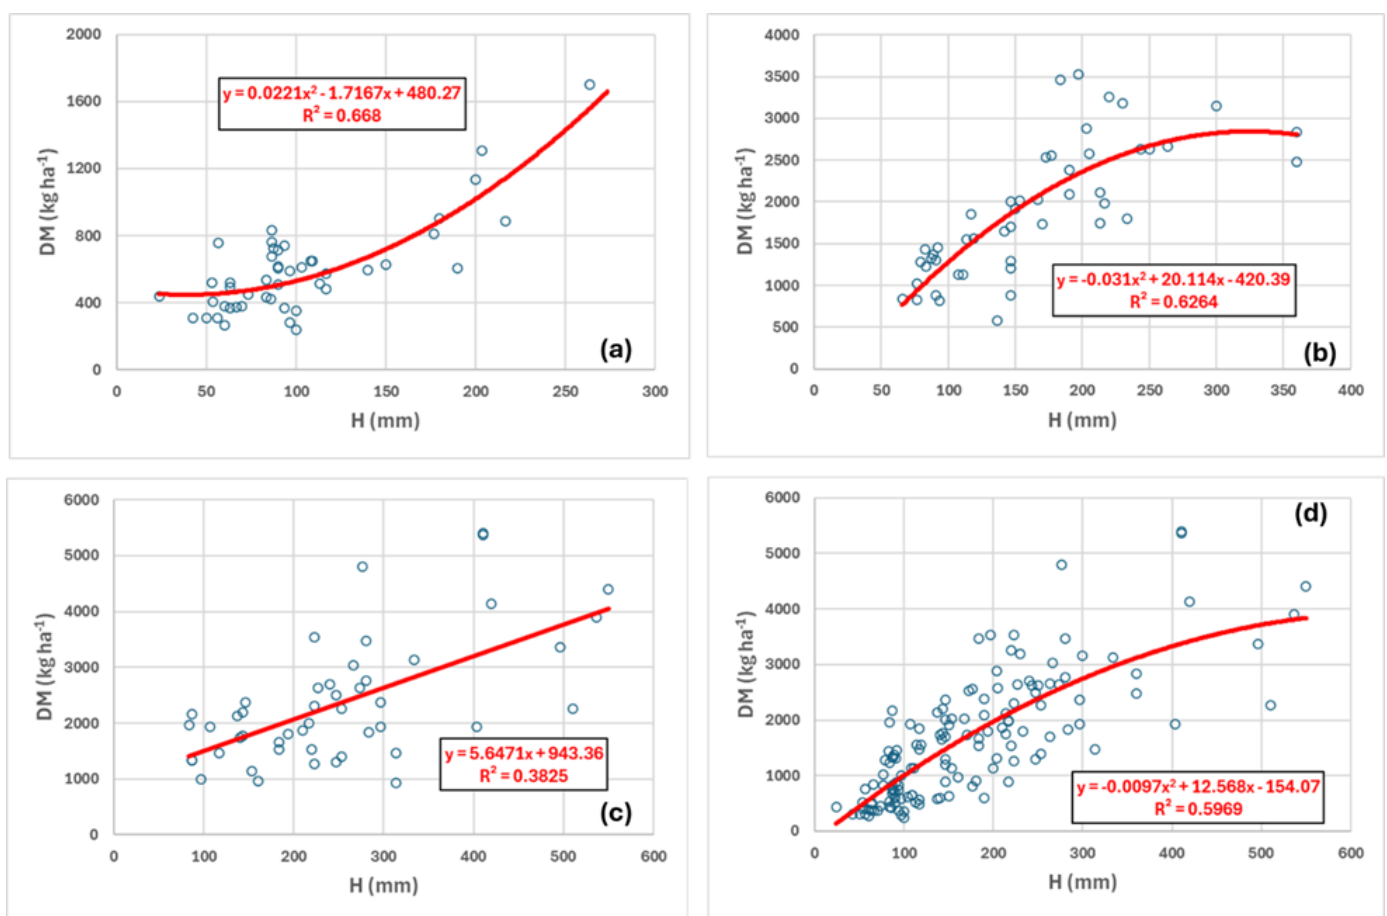 2000
1600
1200
800
400
0
DM (kg ha⁻¹)
y = 0.0221x² - 1.7167x + 480.27
R² = 0.668
(a)
0 50 100 150 200 250 300
H (mm)
4000
3500
3000
2500
2000
1500
1000
500
0
DM (kg ha⁻¹)
y = -0.031x² + 20.114x - 420.39
R² = 0.6264
(b)
0 50 100 150 200 250 300 350 400
H (mm)
6000
5000
4000
3000
2000
1000
0
DM (kg ha⁻¹)
y = 5.6471x + 943.36
R² = 0.3825
(c)
0 100 200 300 400 500 600
H (mm)
6000
5000
4000
3000
2000
1000
0
DM (kg ha⁻¹)
(d)
y = -0.0097x² + 12.568x - 154.07
R² = 0.5969
0 100 200 300 400 500 600
H (mm)